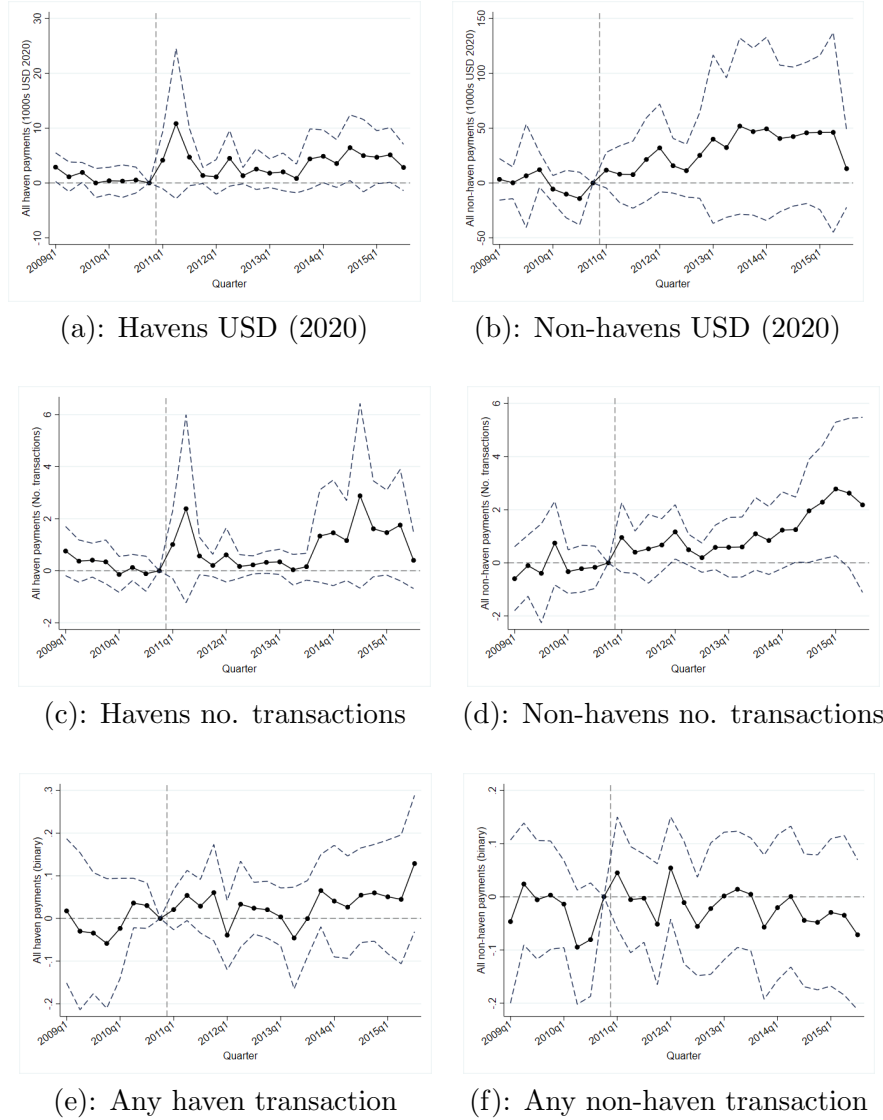 All haven payments (1000s USD 2020)
30
20
10
0
-10
2009q1
2010q1
2011q1
2012q1
2013q1
2014q1
2015q1
Quarter
(a): Havens USD (2020)
All non-haven payments (1000s USD 2020)
150
100
50
0
-50
2009q1
2010q1
2011q1
2012q1
2013q1
2014q1
2015q1
Quarter
(b): Non-havens USD (2020)
All haven payments (No. transactions)
6
4
2
0
-2
2009q1
2010q1
2011q1
2012q1
2013q1
2014q1
2015q1
Quarter
(c): Havens no. transactions
All non-haven payments (No. transactions)
6
4
2
0
-2
2009q1
2010q1
2011q1
2012q1
2013q1
2014q1
2015q1
Quarter
(d): Non-havens no. transactions
All haven payments (binary)
.3
.2
.1
0
-.1
-.2
2009q1
2010q1
2011q1
2012q1
2013q1
2014q1
2015q1
Quarter
(e): Any haven transaction
All non-haven payments (binary)
.2
.1
0
-.1
-.2
2009q1
2010q1
2011q1
2012q1
2013q1
2014q1
2015q1
Quarter
(f): Any non-haven transaction